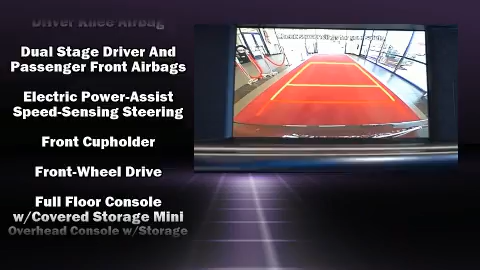 Driver Knee Airbag
Dual Stage Driver And
Passenger Front Airbags
Electric Power-Assist
Speed-Sensing Steering
Front Cupholder
Front-Wheel Drive
Full Floor Console
w/Covered Storage Mini
Overhead Console w/Storage